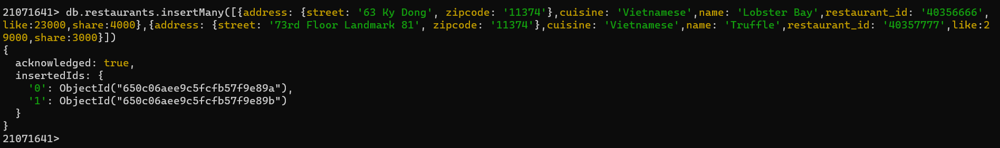 21071641> db.restaurants.insertMany([{address: {street: '63 Ky Dong', zipcode: '11374'},cuisine: 'Vietnamese',name: 'Lobster Bay',restaurant_id: '40356666',
like:23000,share:4000},{address: {street: '73rd Floor Landmark 81', zipcode: '11374'},cuisine: 'Vietnamese',name: 'Truffle',restaurant_id: '40357777',like:2
9000,share:3000}])
{
  acknowledged: true,
  insertedIds: {
    '0': ObjectId("650c06aee9c5fcfb57f9e89a"),
    '1': ObjectId("650c06aee9c5fcfb57f9e89b")
  }
}
21071641>